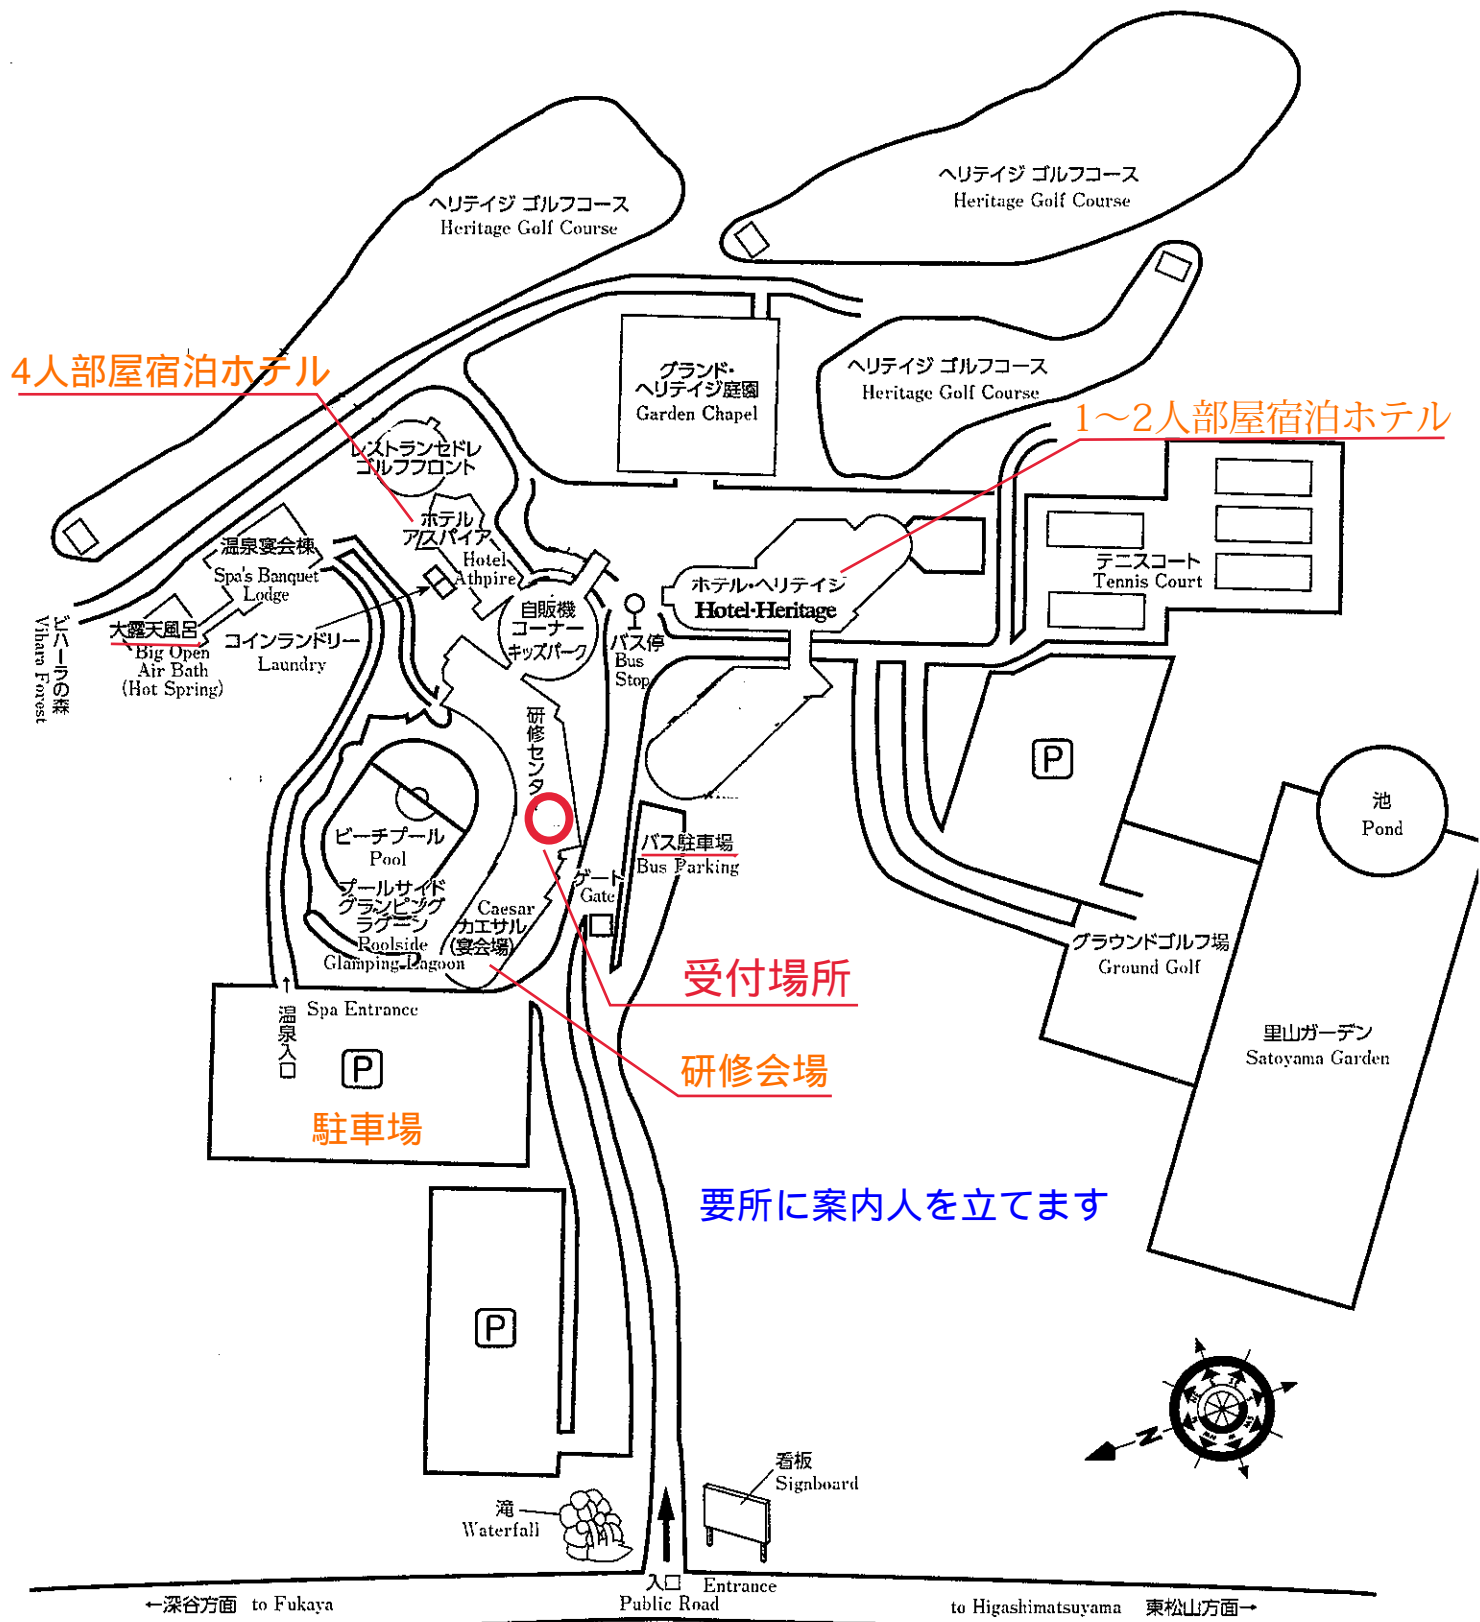 ヘリテイジ ゴルフコース
Heritage Golf Course
ヘリテイジ ゴルフコース
Heritage Golf Course
4人部屋宿泊ホテル
グランド・
ヘリテイジ庭園
Garden Chapel
ヘリテイジ ゴルフコース
Heritage Golf Course
1～2人部屋宿泊ホテル
レストランセドレ
ゴルフフロント
ホテル
アスパイア
Hotel
Athpire
温泉宴会棟
Spa's Banquet
Lodge
テニスコート
Tennis Court
ホテル・ヘリテイジ
Hotel·Heritage
自販機
コーナー
キッズパーク
バス停
Bus
Stop
大露天風呂
Big Open
Air Bath
(Hot Spring)
コインランドリー
Laundry
ビハーラの森
Viharn Forest
研修センター
P
池
Pond
ビーチプール
Pool
バス駐車場
Bus Parking
ゲート
Gate
プールサイド
グランピング
ラグーン
Poolside
Glamping Lagoon
Caesar
カエサル
(宴会場)
グラウンドゴルフ場
Ground Golf
受付場所
↑
温泉入口
Spa Entrance
里山ガーデン
Satoyama Garden
P
研修会場
駐車場
要所に案内人を立てます
P
N
看板
Signboard
滝
Waterfall
入口 Entrance
Public Road
←深谷方面 to Fukaya
to Higashimatsuyama 東松山方面→